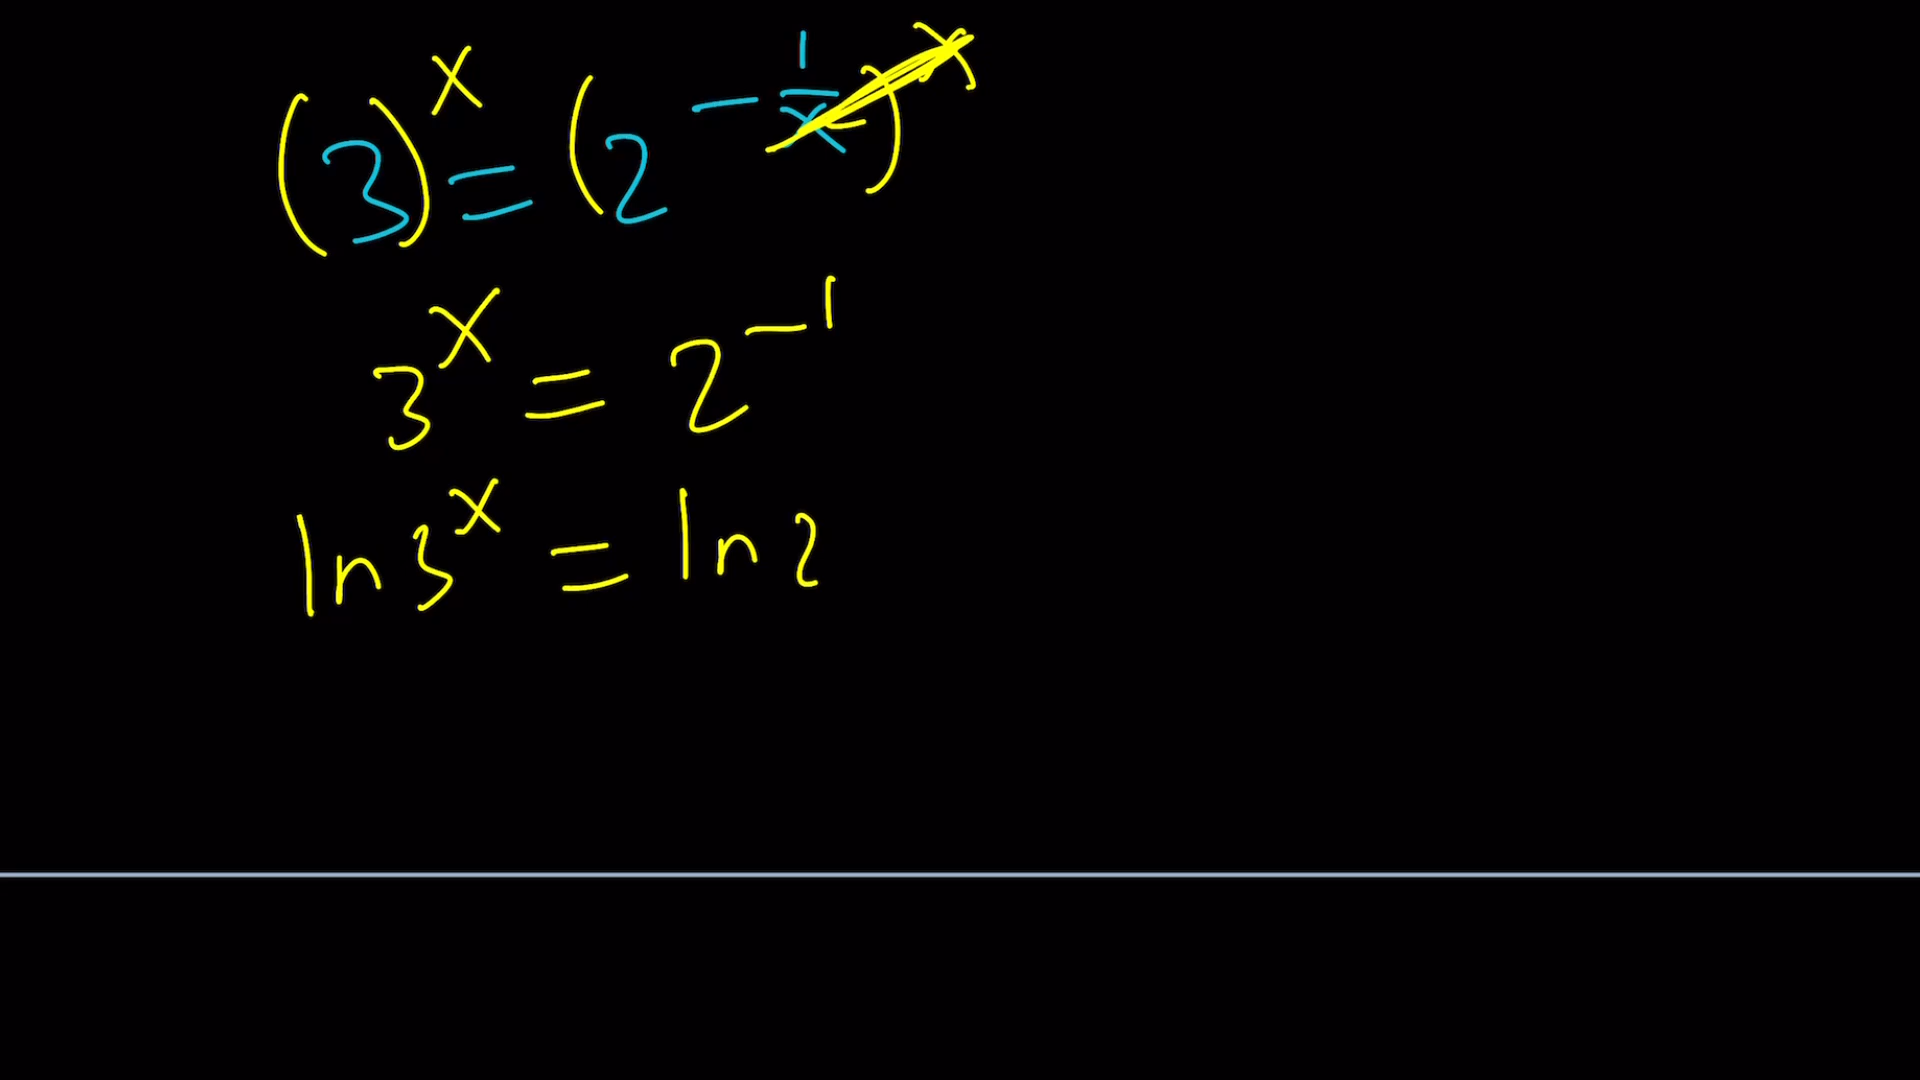 (3)^x = (2^{-1/x})^x
3^x = 2^{-1}
ln 3^x = ln 2